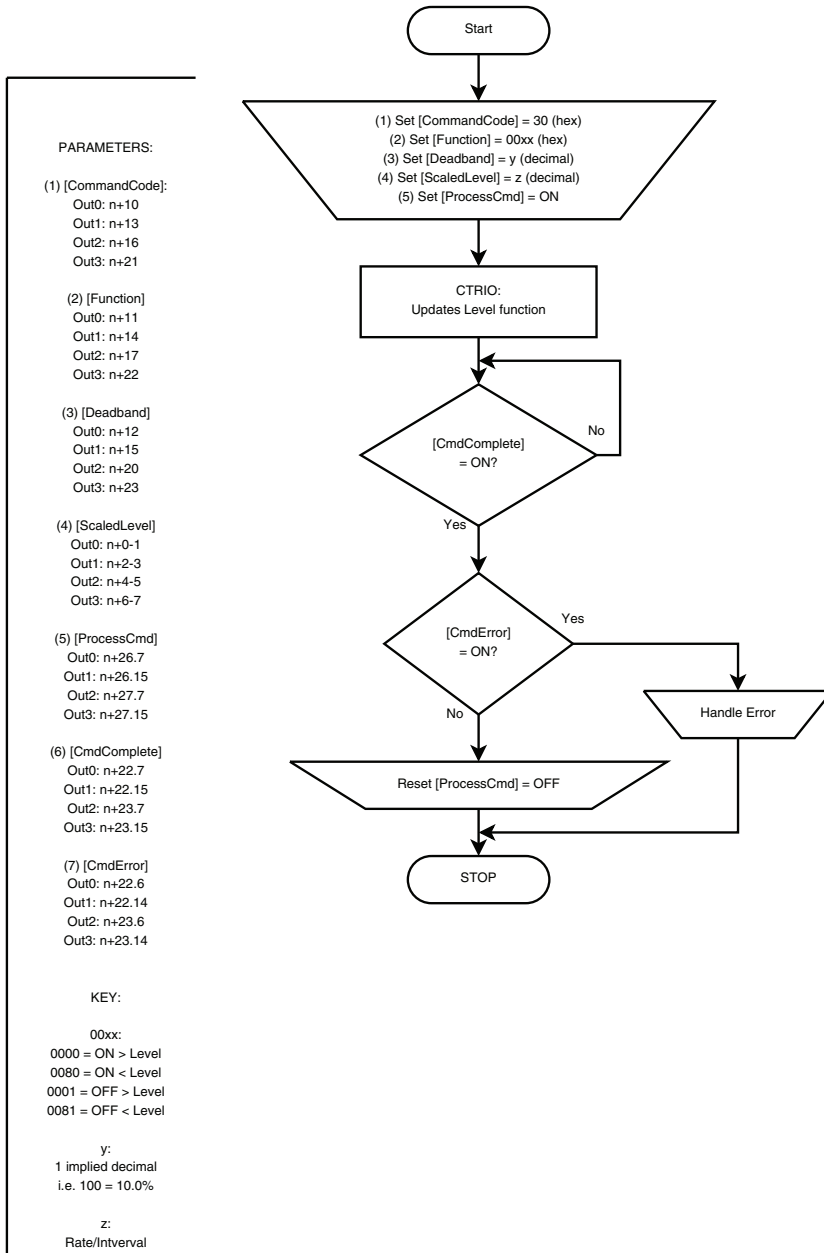 Start
(1) Set [CommandCode] = 30 (hex)
(2) Set [Function] = 00xx (hex)
(3) Set [Deadband] = y (decimal)
(4) Set [ScaledLevel] = z (decimal)
(5) Set [ProcessCmd] = ON
CTRIO:
Updates Level function
[CmdComplete]
= ON?
No
Yes
[CmdError]
= ON?
Yes
No
Handle Error
Reset [ProcessCmd] = OFF
STOP
PARAMETERS:
(1) [CommandCode]:
Out0: n+10
Out1: n+13
Out2: n+16
Out3: n+21
(2) [Function]
Out0: n+11
Out1: n+14
Out2: n+17
Out3: n+22
(3) [Deadband]
Out0: n+12
Out1: n+15
Out2: n+20
Out3: n+23
(4) [ScaledLevel]
Out0: n+0-1
Out1: n+2-3
Out2: n+4-5
Out3: n+6-7
(5) [ProcessCmd]
Out0: n+26.7
Out1: n+26.15
Out2: n+27.7
Out3: n+27.15
(6) [CmdComplete]
Out0: n+22.7
Out1: n+22.15
Out2: n+23.7
Out3: n+23.15
(7) [CmdError]
Out0: n+22.6
Out1: n+22.14
Out2: n+23.6
Out3: n+23.14
KEY:
00xx:
0000 = ON > Level
0080 = ON < Level
0001 = OFF > Level
0081 = OFF < Level
y:
1 implied decimal
i.e. 100 = 10.0%
z:
Rate/Intverval